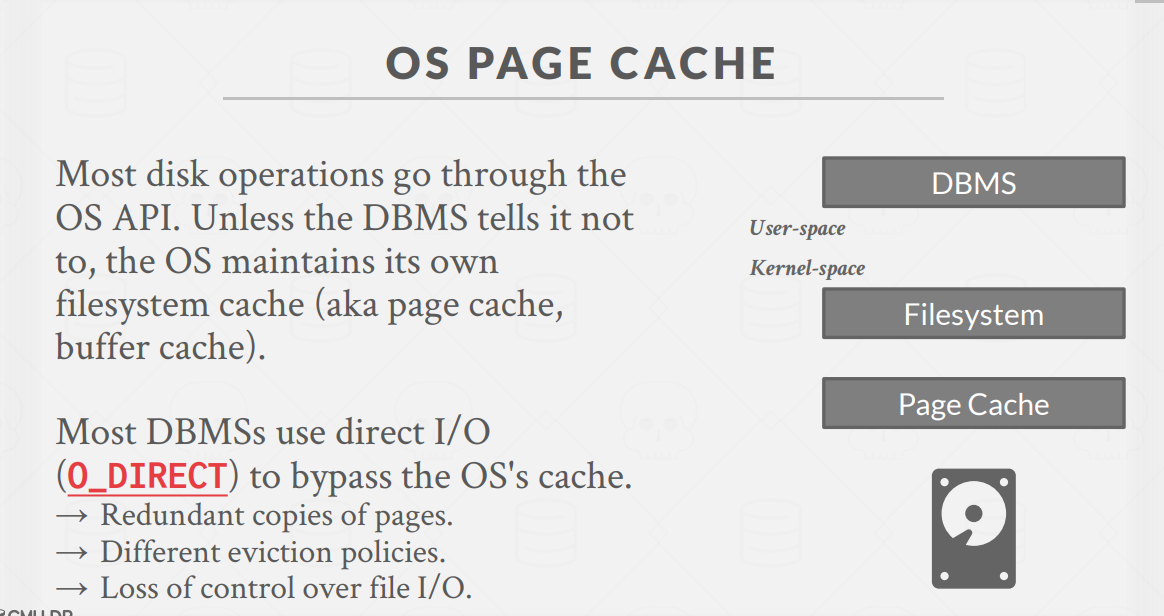 OS PAGE CACHE
Most disk operations go through the
OS API. Unless the DBMS tells it not
to, the OS maintains its own
filesystem cache (aka page cache,
buffer cache).
Most DBMSs use direct I/O
(O_DIRECT) to bypass the OS's cache.
→ Redundant copies of pages.
→ Different eviction policies.
→ Loss of control over file I/O.
DBMS
User-space
Kernel-space
Filesystem
Page Cache